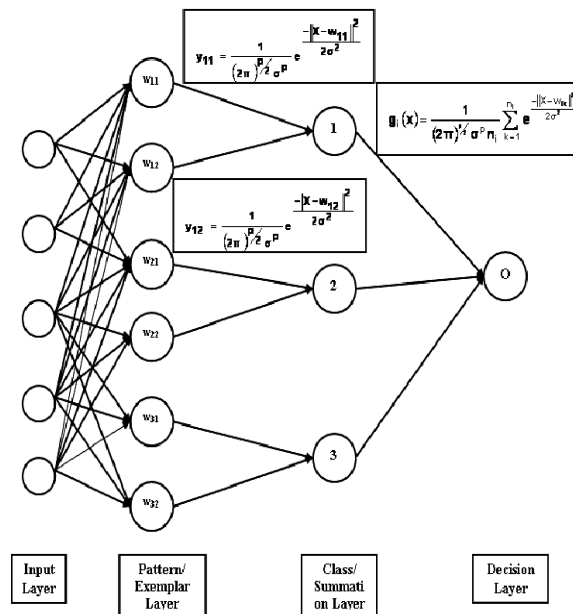 y₁₁ = 1 / ((2π)^(p/2) σ^p) e^(-‖X-w₁₁‖² / 2σ²)
g_i(x) = 1 / ((2π)^(p/2) σ^p n_i) Σ_{k=1}^{n_i} e^(-‖X-w_ik‖² / 2σ²)
w11
1
w12
y₁₂ = 1 / ((2π)^(p/2) σ^p) e^(-‖X-w₁₂‖² / 2σ²)
w21
2
O
w22
w31
3
w32
Input
Layer
Pattern/
Exemplar
Layer
Class/
Summati
on Layer
Decision
Layer